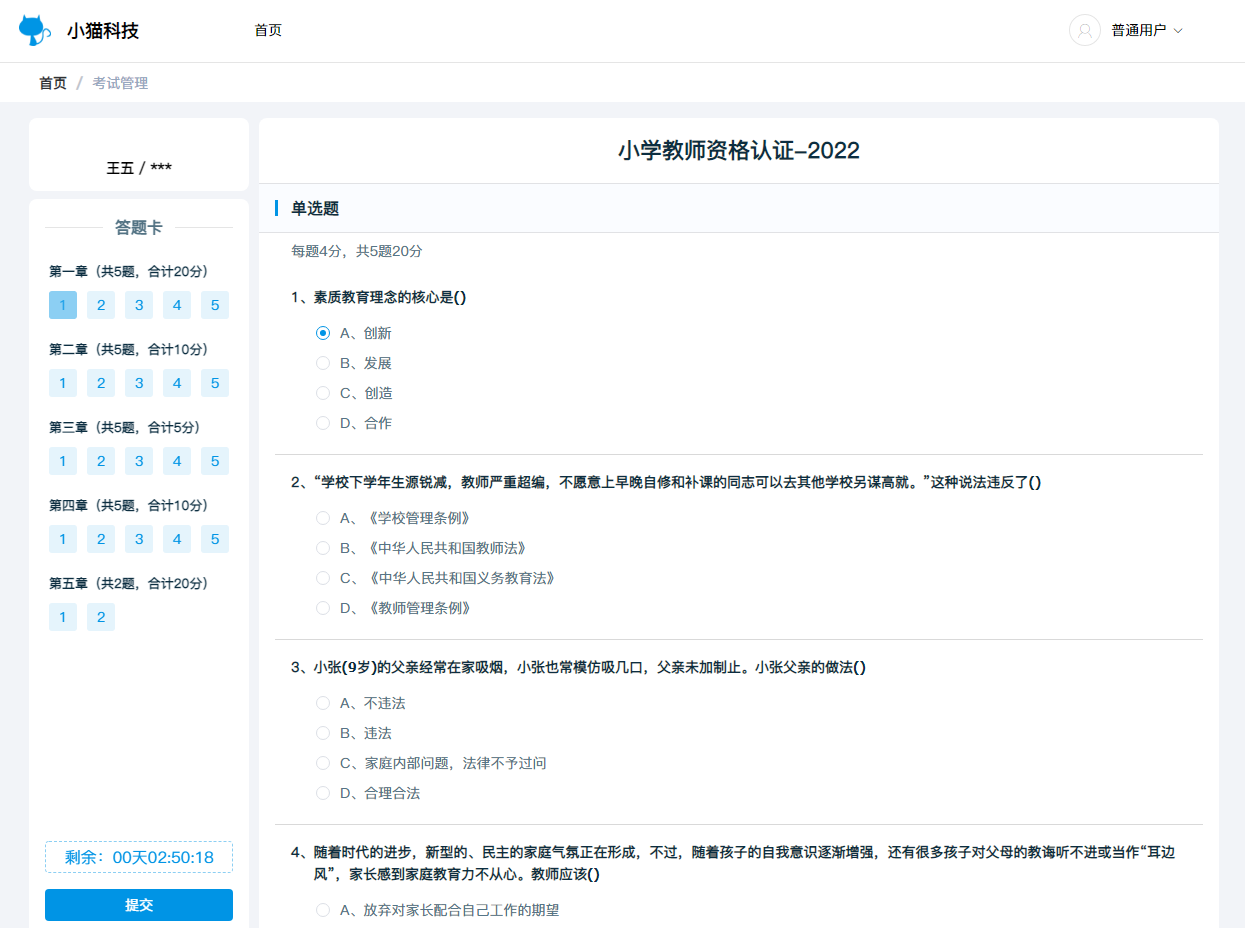 小猫科技
首页
普通用户
首页 / 考试管理
王五 / ***
答题卡
第一章（共5题，合计20分）
1 2 3 4 5
第二章（共5题，合计10分）
1 2 3 4 5
第三章（共5题，合计5分）
1 2 3 4 5
第四章（共5题，合计10分）
1 2 3 4 5
第五章（共2题，合计20分）
1 2
剩余：00天02:50:18
提交
小学教师资格认证-2022
单选题
每题4分，共5题20分
1、素质教育理念的核心是()
A、创新
B、发展
C、创造
D、合作
2、“学校下学年生源锐减，教师严重超编，不愿意上早晚自修和补课的同志可以去其他学校另谋高就。”这种说法违反了()
A、《学校管理条例》
B、《中华人民共和国教师法》
C、《中华人民共和国义务教育法》
D、《教师管理条例》
3、小张(9岁)的父亲经常在家吸烟，小张也常模仿吸几口，父亲未加制止。小张父亲的做法()
A、不违法
B、违法
C、家庭内部问题，法律不予过问
D、合理合法
4、随着时代的进步，新型的、民主的家庭气氛正在形成，不过，随着孩子的自我意识逐渐增强，还有很多孩子对父母的教诲听不进或当作“耳边
风”，家长感到家庭教育力不从心。教师应该()
A、放弃对家长配合自己工作的期望